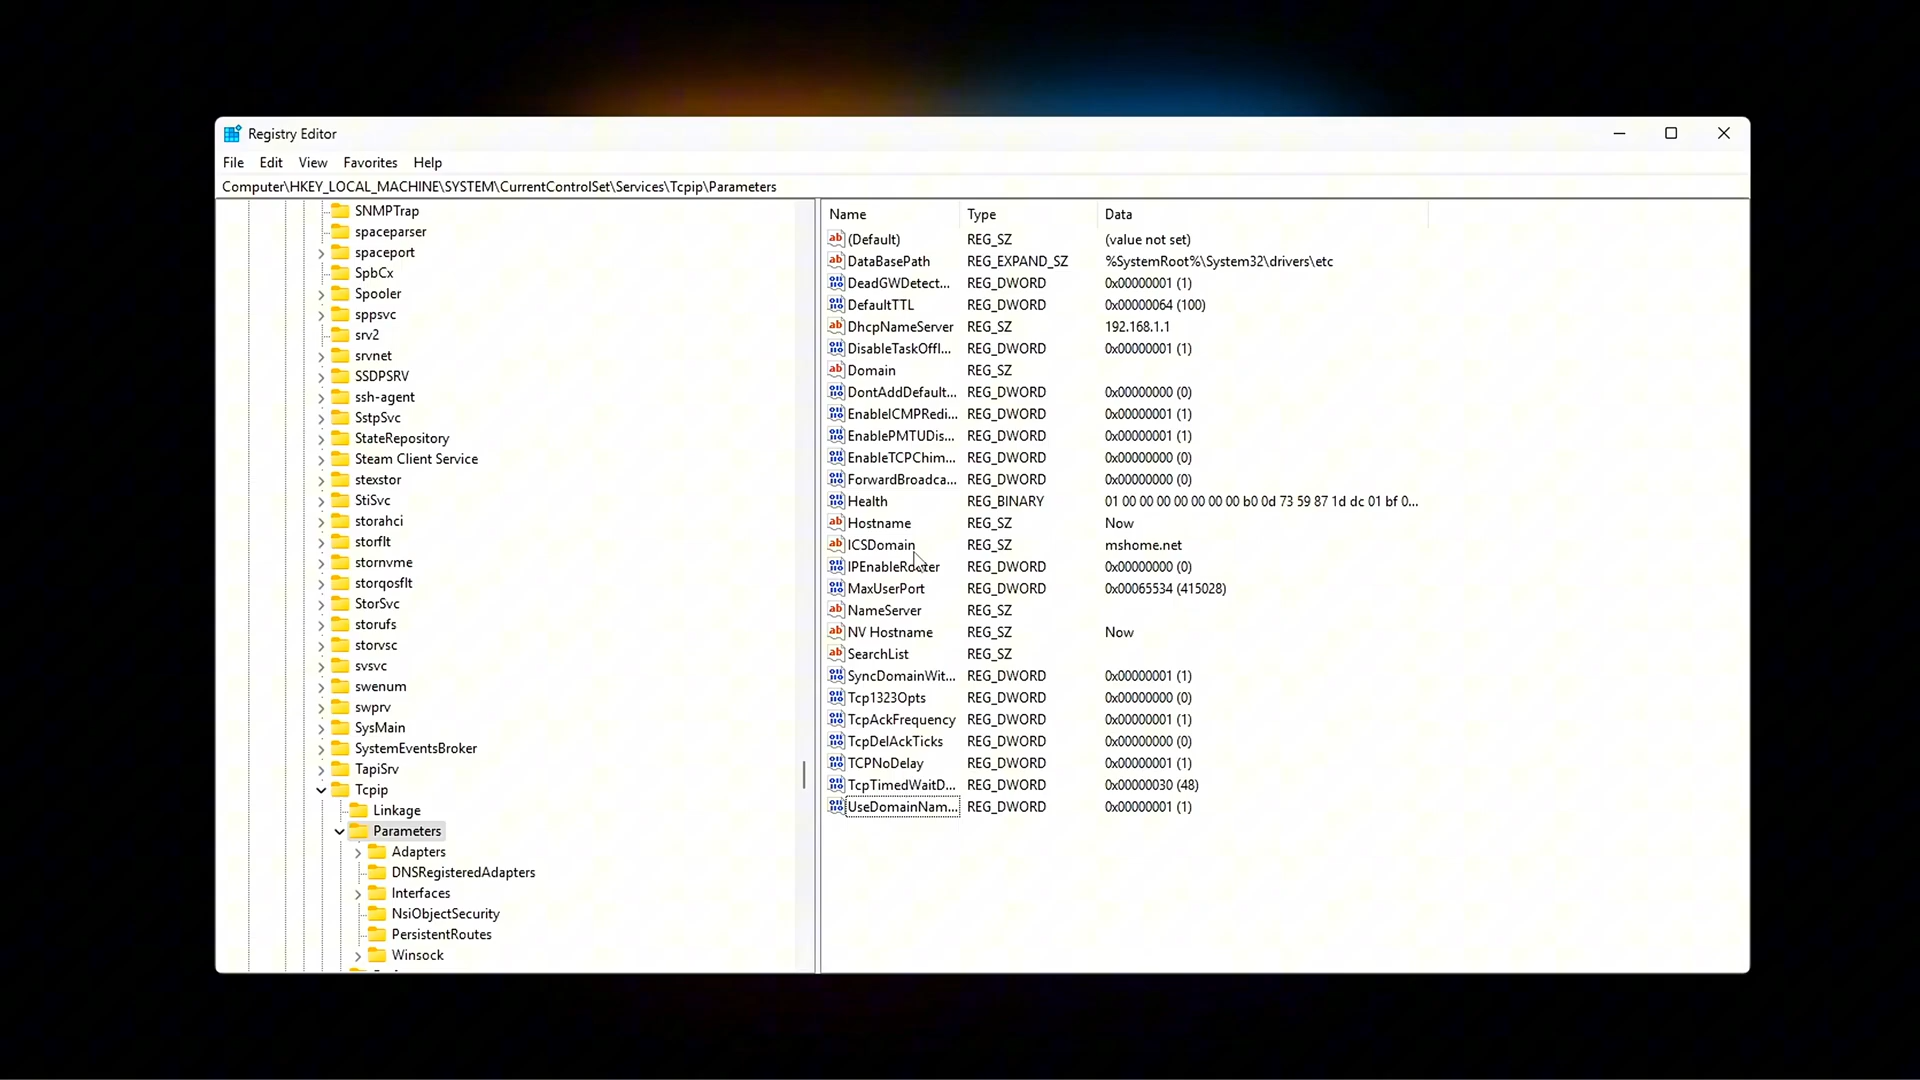 Registry Editor
File Edit View Favorites Help
Computer\HKEY_LOCAL_MACHINE\SYSTEM\CurrentControlSet\Services\Tcpip\Parameters
SNMPTrap
spaceparser
spaceport
SpbCx
Spooler
sppsvc
srv2
srvnet
SSDPSRV
ssh-agent
SstpSvc
StateRepository
Steam Client Service
stexstor
StiSvc
storahci
storflt
stornvme
storqosflt
StorSvc
storufs
storvsc
svsvc
swenum
swprv
SysMain
SystemEventsBroker
TapiSrv
Tcpip
Linkage
Parameters
Adapters
DNSRegisteredAdapters
Interfaces
NsiObjectSecurity
PersistentRoutes
Winsock
Name Type Data
(Default) REG_SZ (value not set)
DataBasePath REG_EXPAND_SZ %SystemRoot%\System32\drivers\etc
DeadGWDetect... REG_DWORD 0x00000001 (1)
DefaultTTL REG_DWORD 0x00000064 (100)
DhcpNameServer REG_SZ 192.168.1.1
DisableTaskOffl... REG_DWORD 0x00000001 (1)
Domain REG_SZ
DontAddDefault... REG_DWORD 0x00000000 (0)
EnableICMPRedi... REG_DWORD 0x00000001 (1)
EnablePMTUDis... REG_DWORD 0x00000001 (1)
EnableTCPChim... REG_DWORD 0x00000000 (0)
ForwardBroadca... REG_DWORD 0x00000000 (0)
Health REG_BINARY 01 00 00 00 00 00 00 00 b0 0d 73 59 87 1d dc 01 bf 0...
Hostname REG_SZ Now
ICSDomain REG_SZ mshome.net
IPEnableRouter REG_DWORD 0x00000000 (0)
MaxUserPort REG_DWORD 0x00065534 (415028)
NameServer REG_SZ
NV Hostname REG_SZ Now
SearchList REG_SZ
SyncDomainWit... REG_DWORD 0x00000001 (1)
Tcp1323Opts REG_DWORD 0x00000000 (0)
TcpAckFrequency REG_DWORD 0x00000001 (1)
TcpDelAckTicks REG_DWORD 0x00000000 (0)
TCPNoDelay REG_DWORD 0x00000001 (1)
TcpTimedWaitD... REG_DWORD 0x00000030 (48)
UseDomainNam... REG_DWORD 0x00000001 (1)